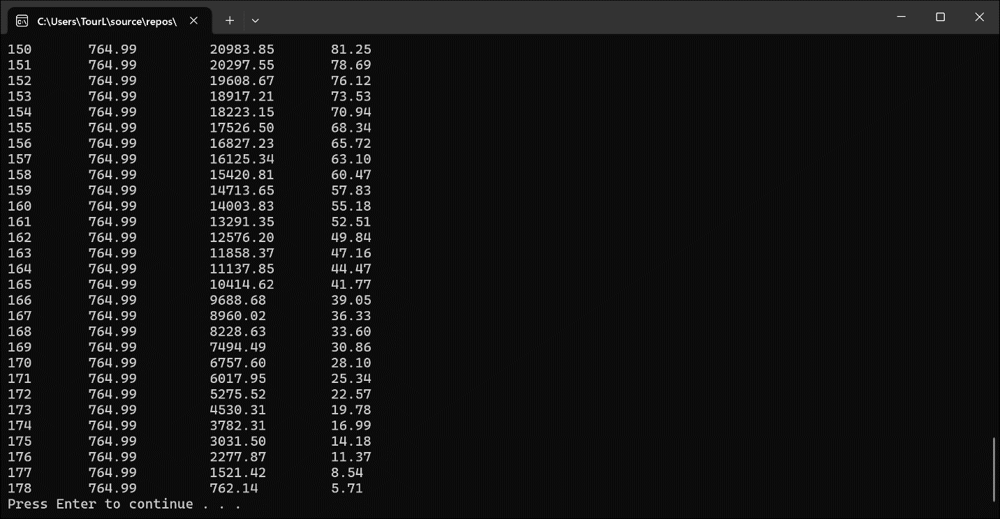 C:\Users\TourL\source\repos\
150 764.99 20983.85 81.25
151 764.99 20297.55 78.69
152 764.99 19608.67 76.12
153 764.99 18917.21 73.53
154 764.99 18223.15 70.94
155 764.99 17526.50 68.34
156 764.99 16827.23 65.72
157 764.99 16125.34 63.10
158 764.99 15420.81 60.47
159 764.99 14713.65 57.83
160 764.99 14003.83 55.18
161 764.99 13291.35 52.51
162 764.99 12576.20 49.84
163 764.99 11858.37 47.16
164 764.99 11137.85 44.47
165 764.99 10414.62 41.77
166 764.99 9688.68 39.05
167 764.99 8960.02 36.33
168 764.99 8228.63 33.60
169 764.99 7494.49 30.86
170 764.99 6757.60 28.10
171 764.99 6017.95 25.34
172 764.99 5275.52 22.57
173 764.99 4530.31 19.78
174 764.99 3782.31 16.99
175 764.99 3031.50 14.18
176 764.99 2277.87 11.37
177 764.99 1521.42 8.54
178 764.99 762.14 5.71
Press Enter to continue . . .